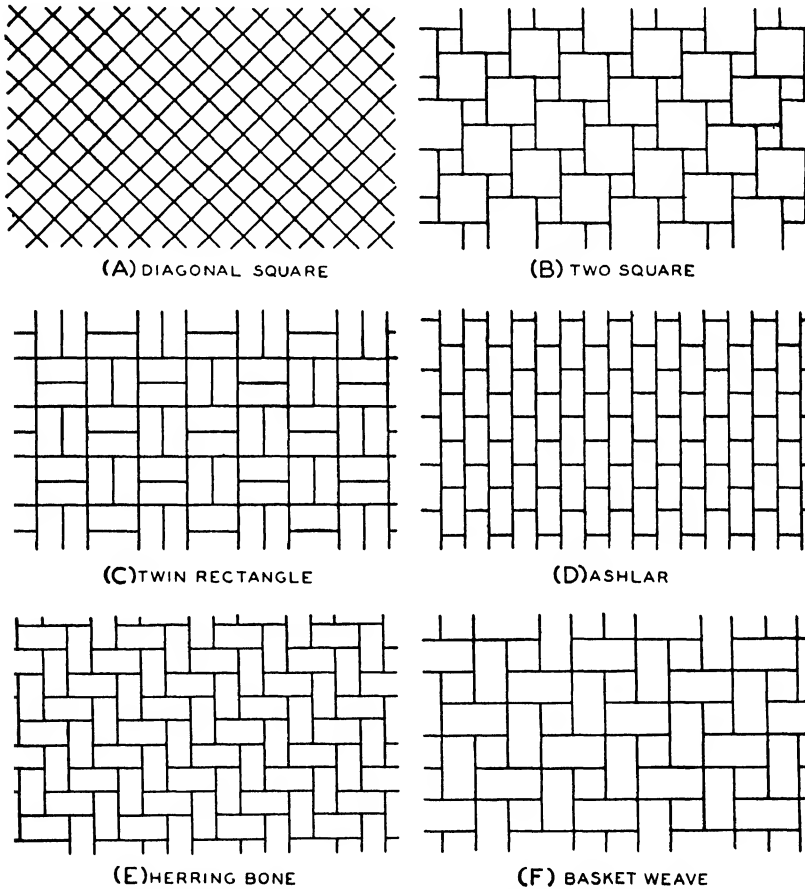 (A) DIAGONAL SQUARE
(B) TWO SQUARE
(C) TWIN RECTANGLE
(D) ASHLAR
(E) HERRING BONE
(F) BASKET WEAVE